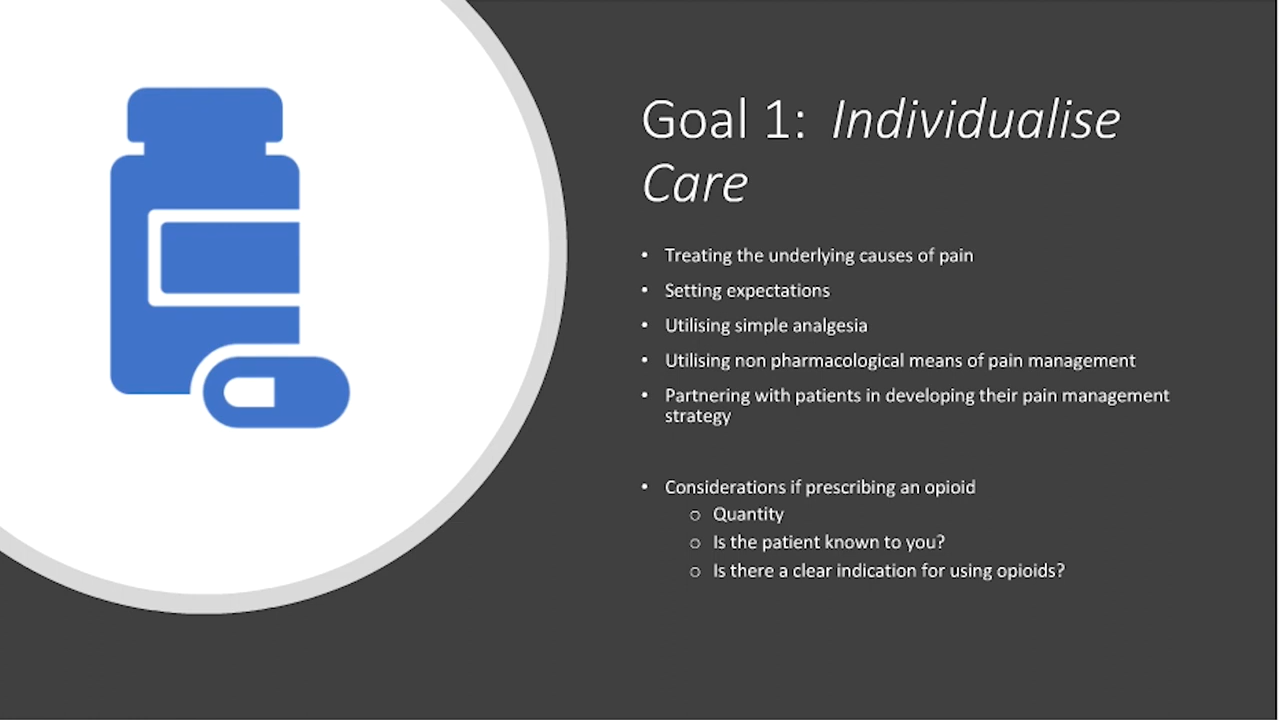 Goal 1: Individualise
Care
• Treating the underlying causes of pain
• Setting expectations
• Utilising simple analgesia
• Utilising non pharmacological means of pain management
• Partnering with patients in developing their pain management
strategy
• Considerations if prescribing an opioid
○ Quantity
○ Is the patient known to you?
○ Is there a clear indication for using opioids?